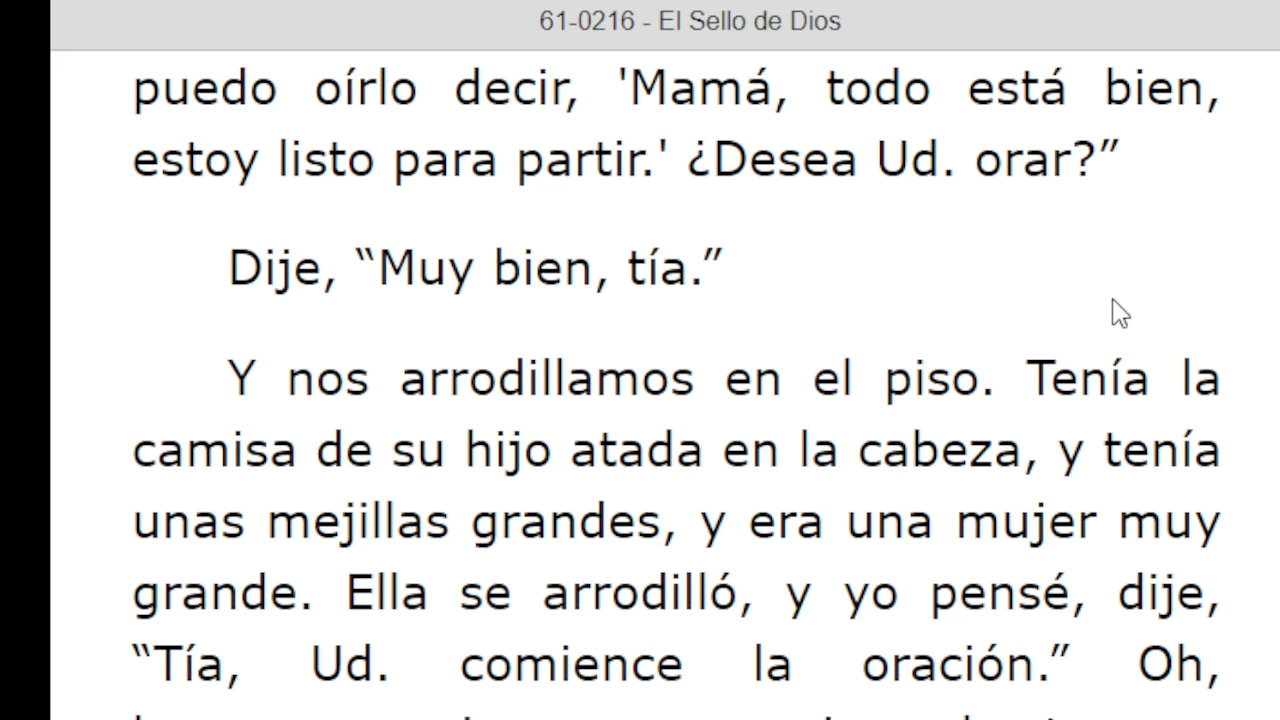 61-0216 - El Sello de Dios
puedo oírlo decir, 'Mamá, todo está bien,
estoy listo para partir.' ¿Desea Ud. orar?”
Dije, “Muy bien, tía.”
Y nos arrodillamos en el piso. Tenía la
camisa de su hijo atada en la cabeza, y tenía
unas mejillas grandes, y era una mujer muy
grande. Ella se arrodilló, y yo pensé, dije,
“Tía, Ud. comience la oración.” Oh,